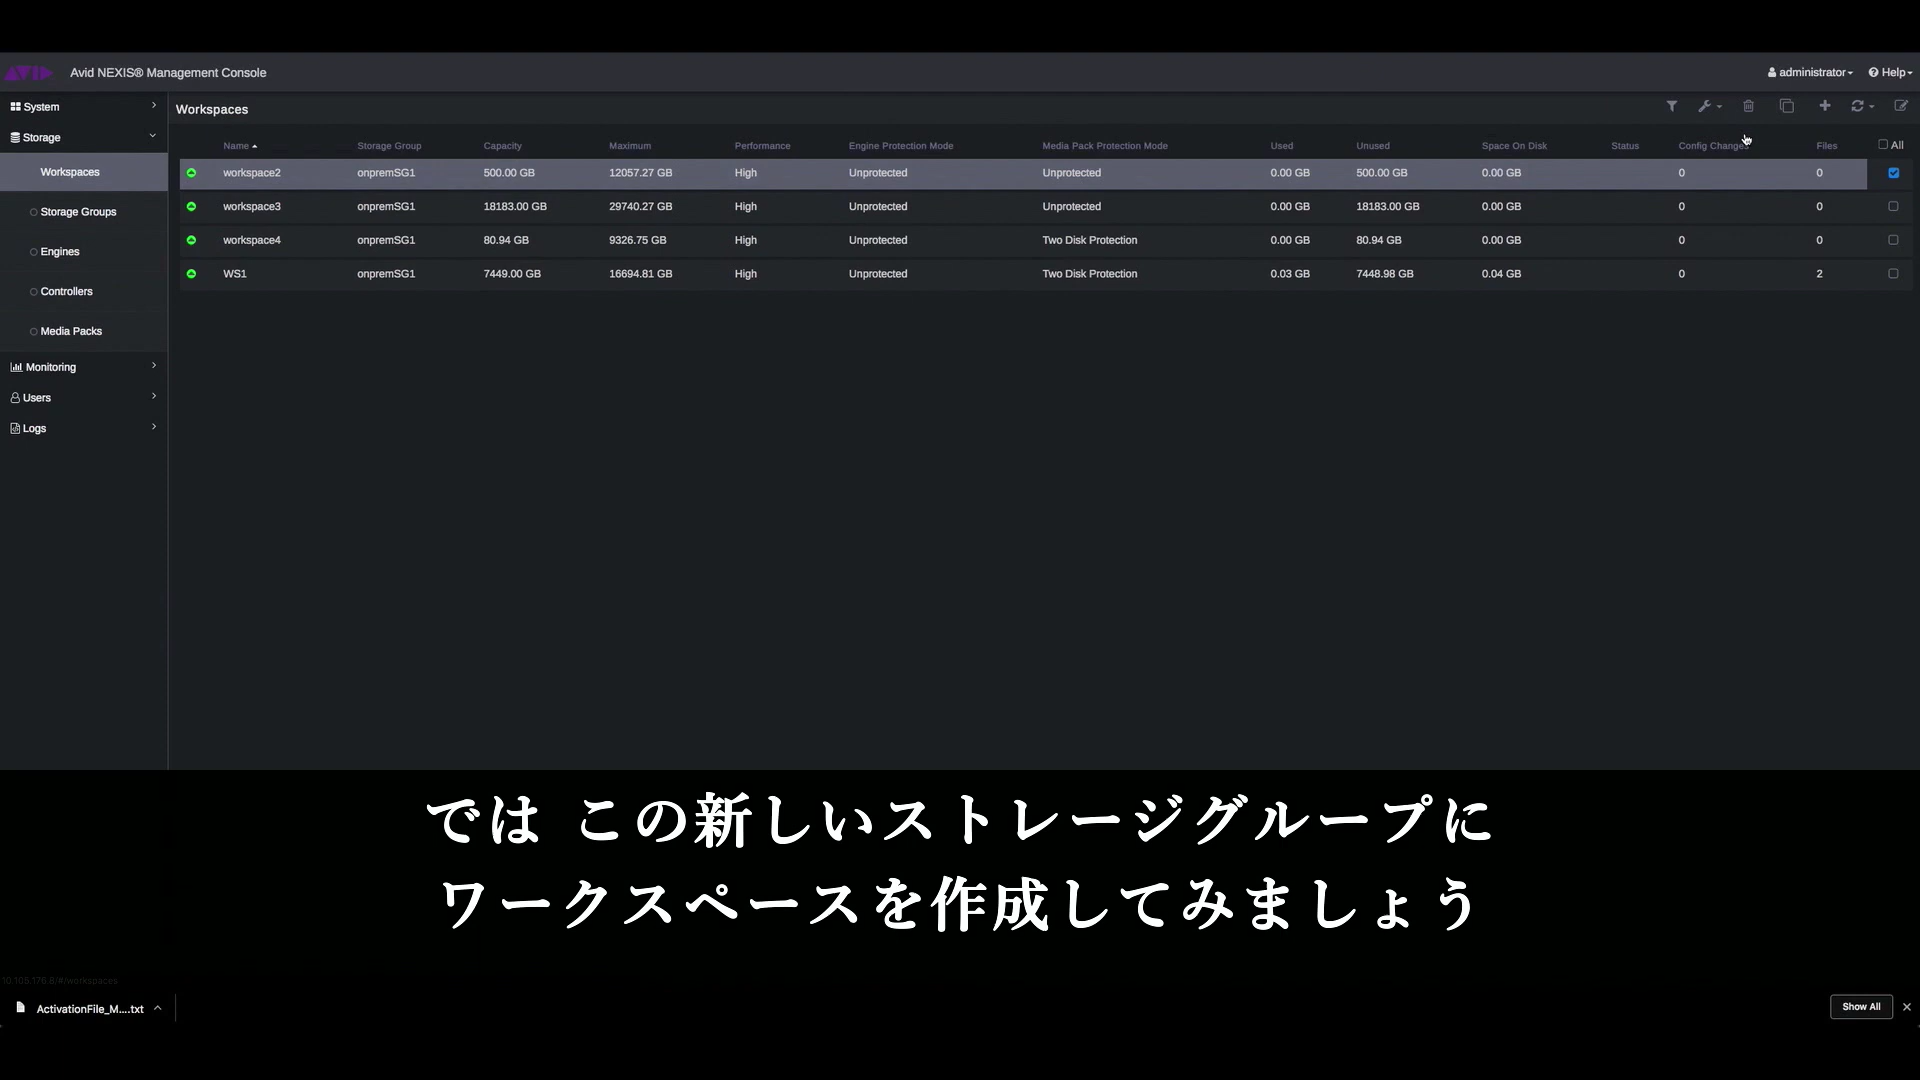 AVID Avid NEXIS® Management Console administrator Help
System
Storage
Workspaces
Storage Groups
Engines
Controllers
Media Packs
Monitoring
Users
Logs
Workspaces
Name Storage Group Capacity Maximum Performance Engine Protection Mode Media Pack Protection Mode Used Unused Space On Disk Status Config Changes Files All
workspace2 onpremSG1 500.00 GB 12057.27 GB High Unprotected Unprotected 0.00 GB 500.00 GB 0.00 GB 0 0
workspace3 onpremSG1 18183.00 GB 29740.27 GB High Unprotected Unprotected 0.00 GB 18183.00 GB 0.00 GB 0 0
workspace4 onpremSG1 80.94 GB 9326.75 GB High Unprotected Two Disk Protection 0.00 GB 80.94 GB 0.00 GB 0 0
WS1 onpremSG1 7449.00 GB 16694.81 GB High Unprotected Two Disk Protection 0.03 GB 7448.98 GB 0.04 GB 0 2
では この新しいストレージグループに
ワークスペースを作成してみましょう
10.105.176.8/#/workspaces
ActivationFile_M....txt Show All